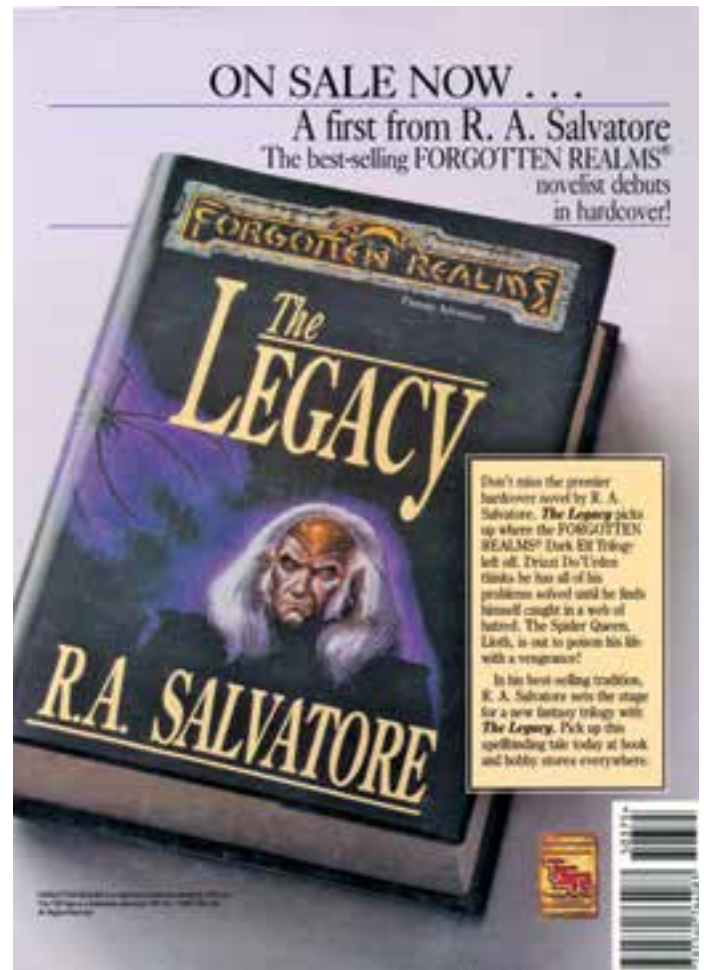 ON SALE NOW . . .
A first from R. A. Salvatore
The best-selling FORGOTTEN REALMS®
novelist debuts
in hardcover!
FORGOTTEN REALMS
Fantasy Adventure
The
LEGACY
R.A. SALVATORE
Don't miss the premier
hardcover novel by R. A.
Salvatore. The Legacy picks
up where the FORGOTTEN
REALMS® Dark Elf Trilogy
left off. Drizzt Do'Urden
thinks he has all of his
problems solved until he finds
himself caught in a web of
hatred. The Spider Queen,
Lloth, is out to poison his life
with a vengeance!
In his best-selling tradition,
R. A. Salvatore sets the stage
for a new fantasy trilogy with
The Legacy. Pick up this
spellbinding tale today at book
and hobby stores everywhere.
TSR